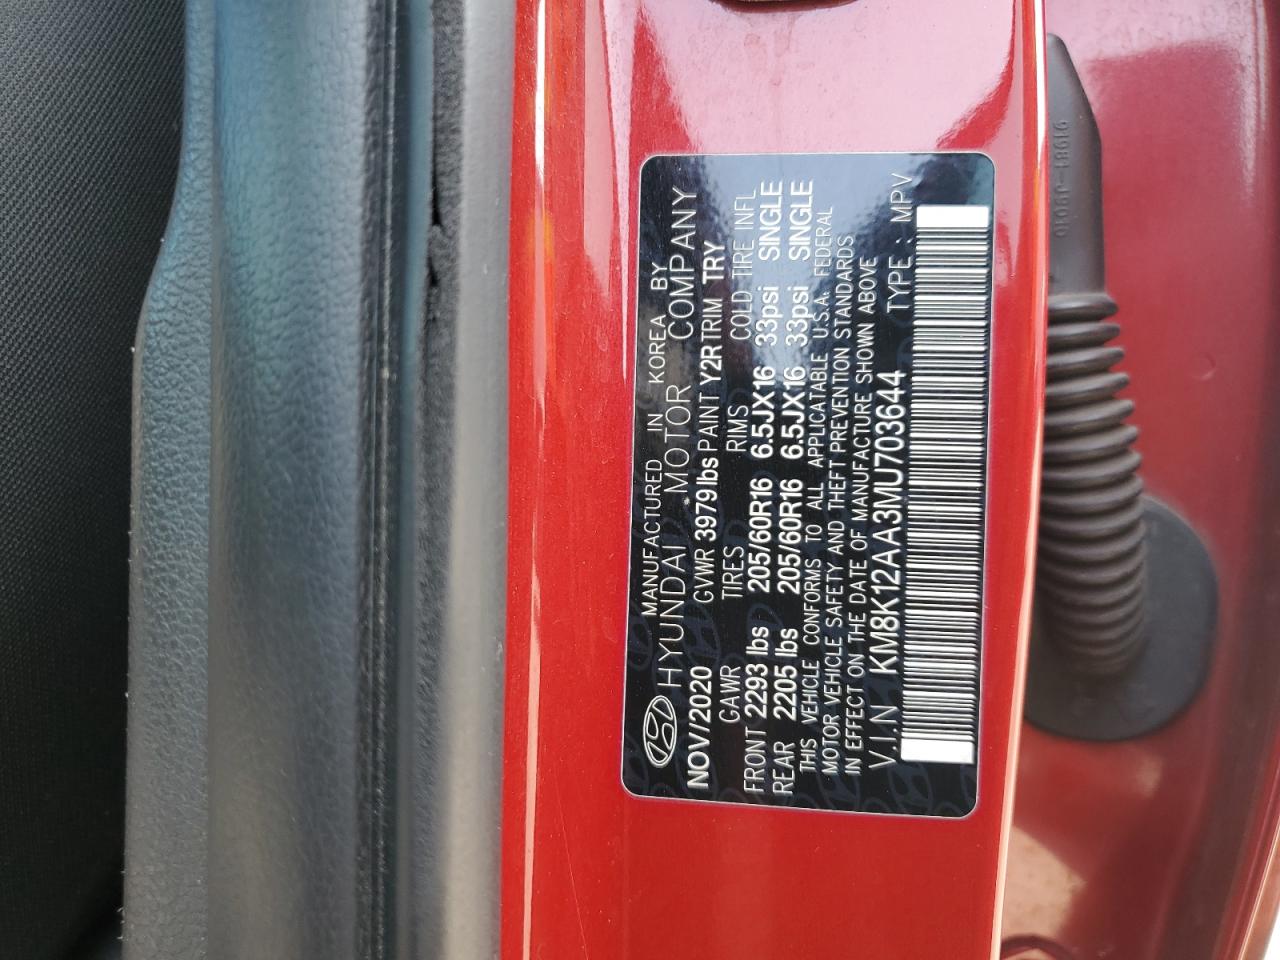 MANUFACTURED IN KOREA BY
HYUNDAI MOTOR COMPANY
NOV/2020 GVWR 3979lbs PAINT Y2R TRIM TRY
GAWR TIRES RIMS COLD TIRE INFL
FRONT 2293 lbs 205/60R16 6.5JX16 33psi SINGLE
REAR 2205 lbs 205/60R16 6.5JX16 33psi SINGLE
THIS VEHICLE CONFORMS TO ALL APPLICATABLE U.S.A. FEDERAL
MOTOR VEHICLE SAFETY AND THEFT PREVENTION STANDARDS
IN EFFECT ON THE DATE OF MANUFACTURE SHOWN ABOVE
V.I.N KM8K12AA3MU703644 TYPE : MPV